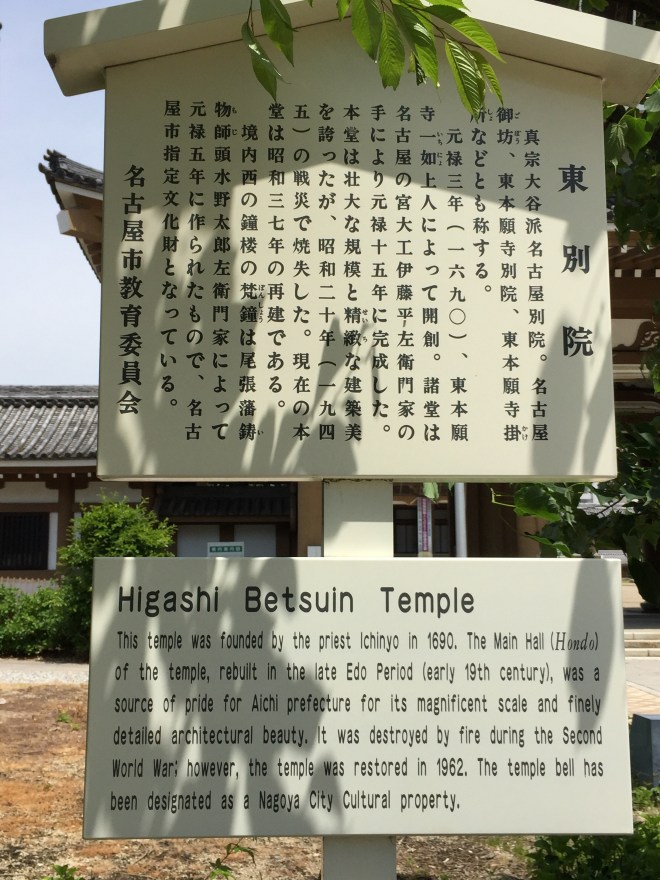 東別院
真宗大谷派名古屋別院。名古屋
御坊、東本願寺別院、東本願寺掛
所などとも称する。
元禄三年（一六九〇）、東本願
寺一如上人によって開創。諸堂は
名古屋の宮大工伊藤平左衛門家の
手により元禄十五年に完成した。
本堂は壮大な規模と精緻な建築美
を誇ったが、昭和二十年（一九四
五）の戦災で焼失した。現在の本
堂は昭和三七年の再建である。
境内西の鐘楼の梵鐘は尾張藩鋳
物師頭水野太郎左衛門家によって
元禄五年に作られたもので、名古
屋市指定文化財となっている。
名古屋市教育委員会
Higashi Betsuin Temple
This temple was founded by the priest Ichinyo in 1690. The Main Hall (Hondo)
of the temple, rebuilt in the late Edo Period (early 19th century), was a
source of pride for Aichi prefecture for its magnificent scale and finely
detailed architectural beauty. It was destroyed by fire during the Second
World War; however, the temple was restored in 1962. The temple bell has
been designated as a Nagoya City Cultural property.